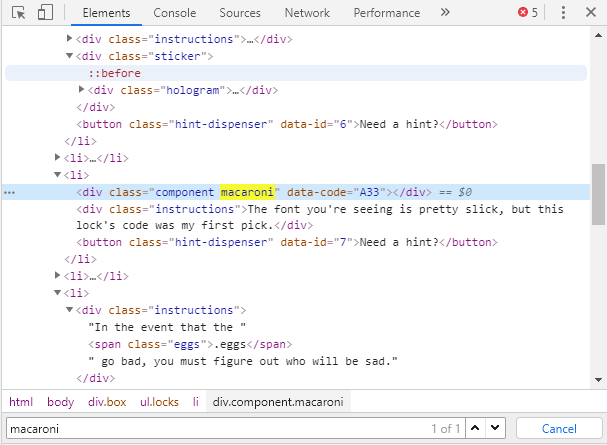 Elements Console Sources Network Performance » 5
<div class="instructions">…</div>
<div class="sticker">
::before
<div class="hologram">…</div>
</div>
<button class="hint-dispenser" data-id="6">Need a hint?</button>
</li>
<li>…</li>
<li>
<div class="component macaroni" data-code="A33"></div> == $0
<div class="instructions">The font you're seeing is pretty slick, but this
lock's code was my first pick.</div>
<button class="hint-dispenser" data-id="7">Need a hint?</button>
</li>
<li>…</li>
<li>
<div class="instructions">
"In the event that the "
<span class="eggs">.eggs</span>
" go bad, you must figure out who will be sad."
</div>
html body div.box ul.locks li div.component.macaroni
macaroni 1 of 1 Cancel